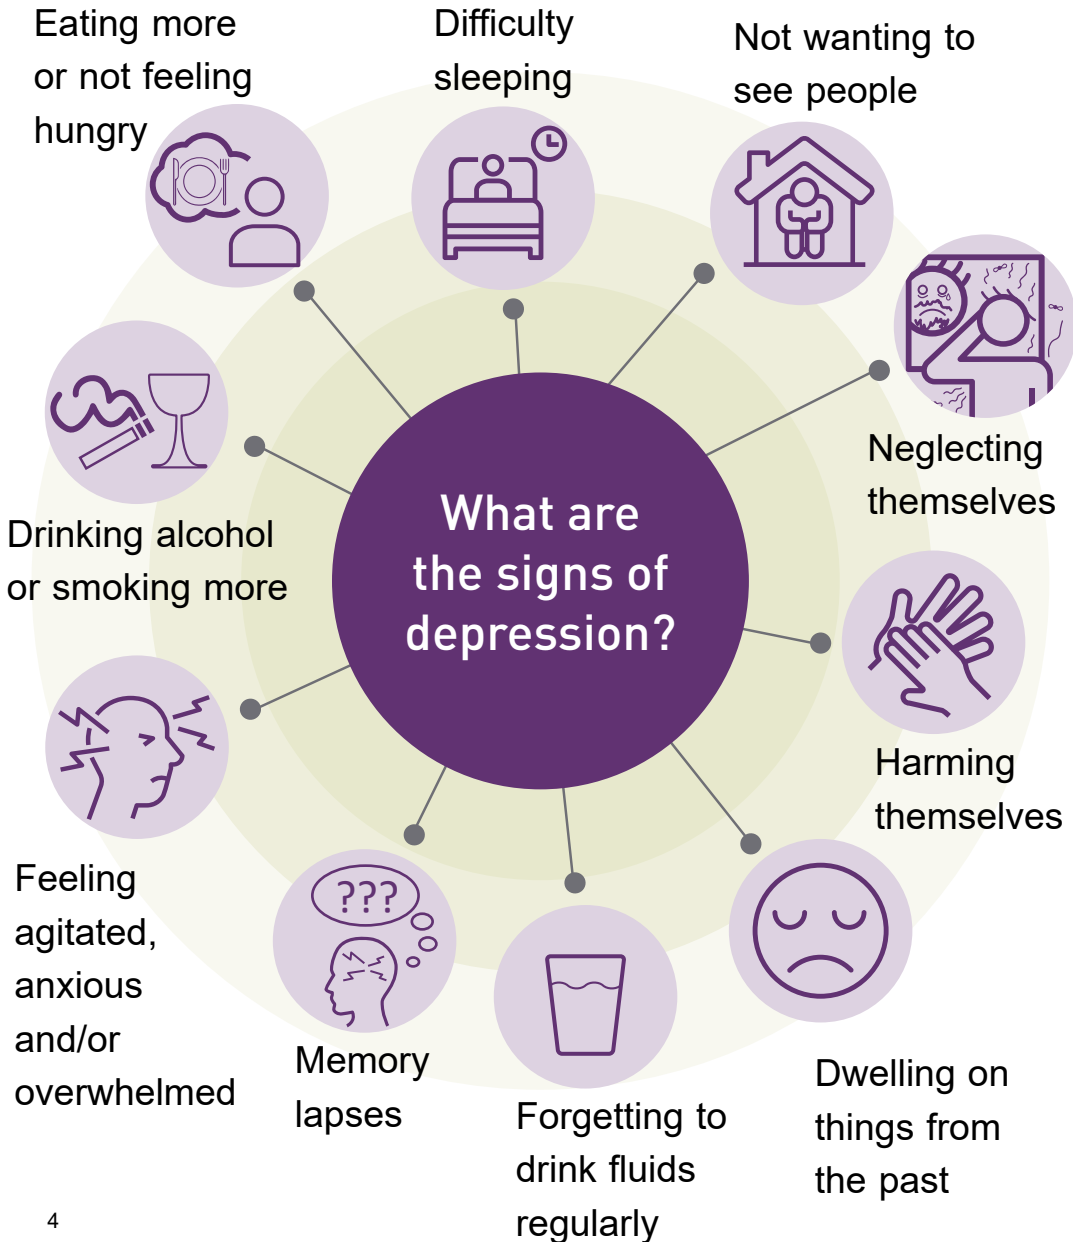 Eating more
or not feeling
hungry
Difficulty
sleeping
Not wanting to
see people
Neglecting
themselves
Harming
themselves
Dwelling on
things from
the past
Forgetting to
drink fluids
regularly
???
Memory
lapses
Feeling
agitated,
anxious
and/or
overwhelmed
Drinking alcohol
or smoking more
What are
the signs of
depression?
4